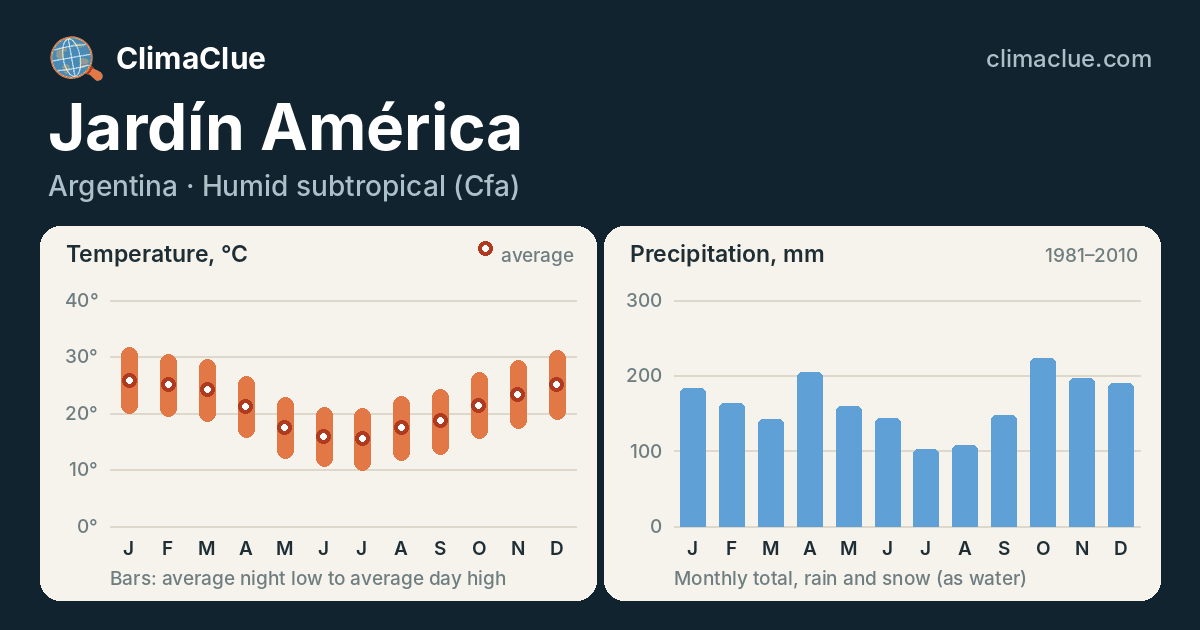 ClimaClue
climaclue.com
Jardín América
Argentina · Humid subtropical (Cfa)
Temperature, °C
average
40°
30°
20°
10°
0°
J F M A M J J A S O N D
Bars: average night low to average day high
Precipitation, mm
1981–2010
300
200
100
0
J F M A M J J A S O N D
Monthly total, rain and snow (as water)